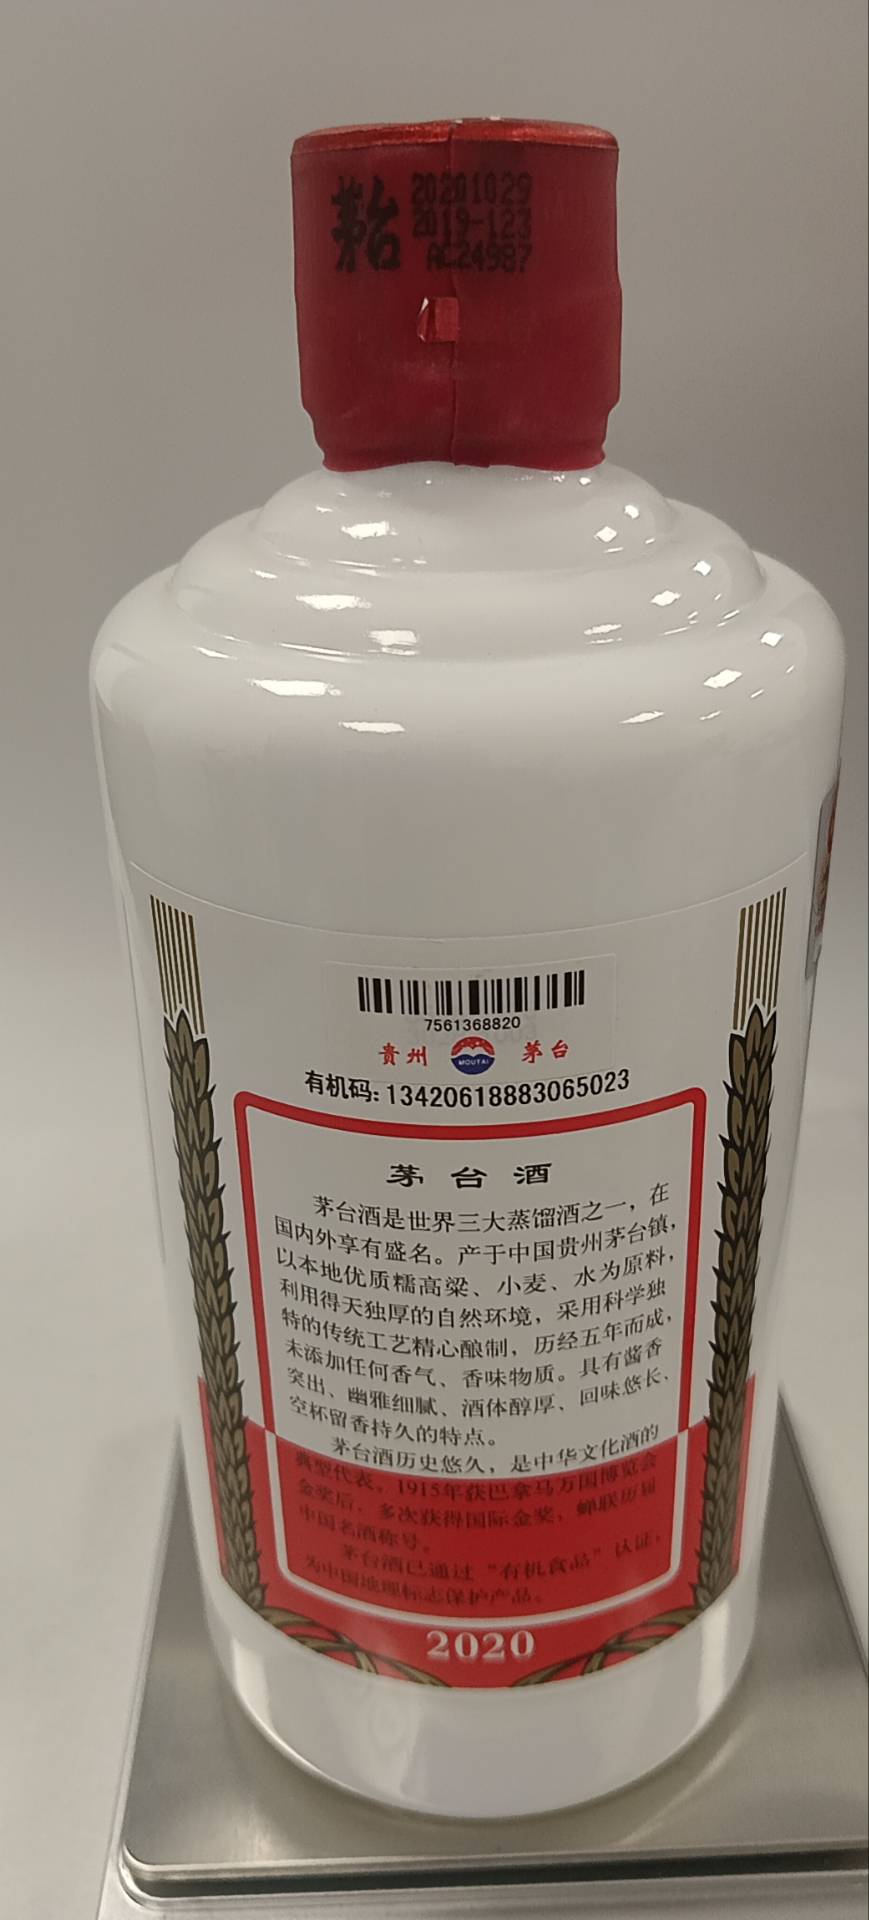 茅台
20201029
2019-123
AC24987
7561368820
贵州 MOUTAI 茅台
有机码:13420618883065023
茅台酒
茅台酒是世界三大蒸馏酒之一，在
国内外享有盛名。产于中国贵州茅台镇，
以本地优质糯高粱、小麦、水为原料，
利用得天独厚的自然环境，采用科学独
特的传统工艺精心酿制，历经五年而成，
未添加任何香气、香味物质。具有酱香
突出、幽雅细腻、酒体醇厚、回味悠长、
空杯留香持久的特点。
茅台酒历史悠久，是中华文化酒的
典型代表。1915年获巴拿马万国博览会
金奖后，多次获得国际金奖，蝉联历届
中国名酒称号。
茅台酒已通过“有机食品”认证，
为中国地理标志保护产品。
2020